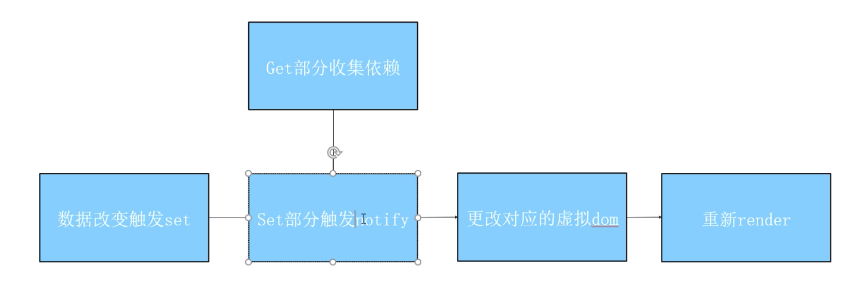 Get部分收集依赖
数据改变触发set
Set部分触发notify
更改对应的虚拟dom
重新render